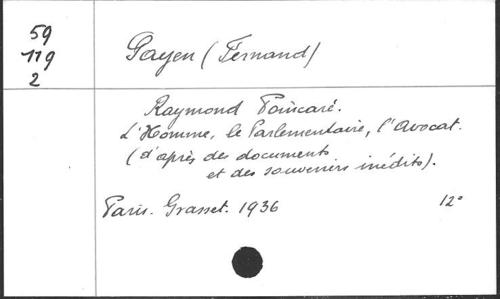 59
119
2
Payen (Fernand)
Raymond Poincaré.
L'Homme, le Parlementaire, l'Avocat.
(d'après des documents
et des souvenirs inédits).
Paris. Grasset. 1936 12°